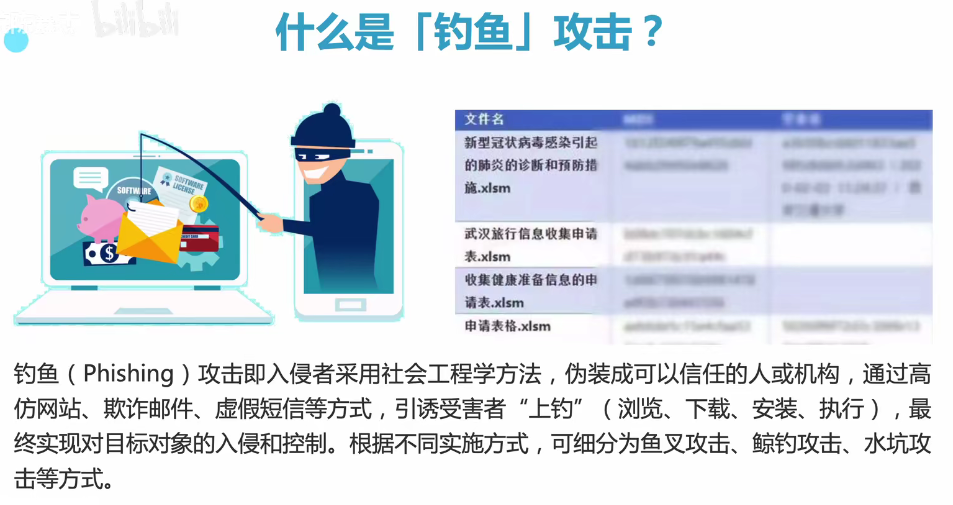 bilibili
什么是「钓鱼」攻击？
SOFTWARE
SOFTWARE
LICENSE
文件名
新型冠状病毒感染引起
的肺炎的诊断和预防措
施.xlsm
武汉旅行信息收集申请
表.xlsm
收集健康准备信息的申
请表.xlsm
申请表格.xlsm
钓鱼（Phishing）攻击即入侵者采用社会工程学方法，伪装成可以信任的人或机构，通过高
仿网站、欺诈邮件、虚假短信等方式，引诱受害者“上钓”（浏览、下载、安装、执行），最
终实现对目标对象的入侵和控制。根据不同实施方式，可细分为鱼叉攻击、鲸钓攻击、水坑攻
击等方式。